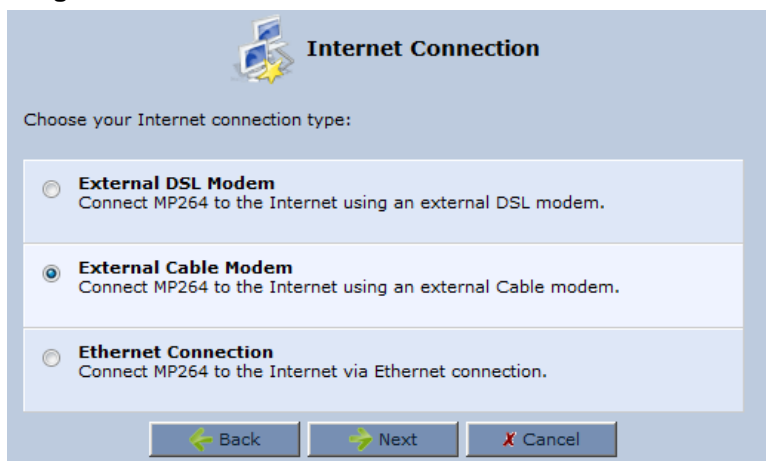 Internet Connection
Choose your Internet connection type:
External DSL Modem
Connect MP264 to the Internet using an external DSL modem.
External Cable Modem
Connect MP264 to the Internet using an external Cable modem.
Ethernet Connection
Connect MP264 to the Internet via Ethernet connection.
Back Next Cancel